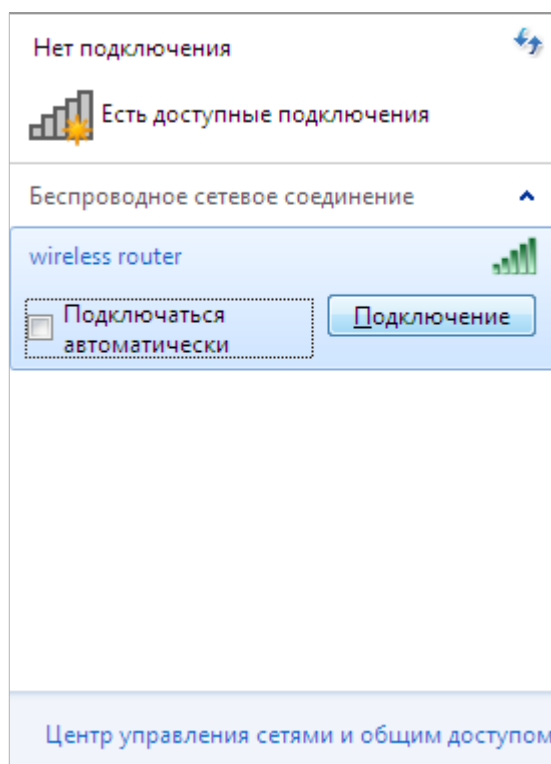 Нет подключения
Есть доступные подключения
Беспроводное сетевое соединение
wireless router
Подключаться
автоматически
Подключение
Центр управления сетями и общим доступом